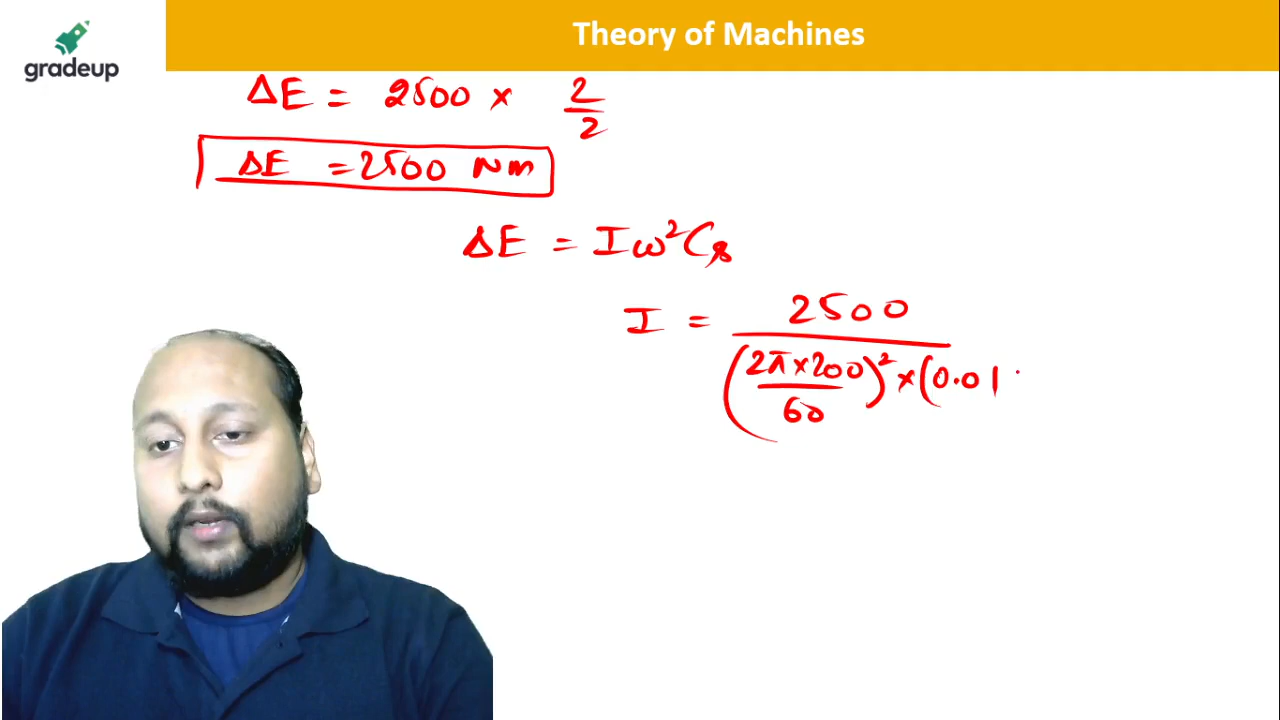 Theory of Machines
gradeup
ΔE = 2500 × 2/2
ΔE = 2500 Nm
ΔE = Iω²Cs
I = 2500 / (2π×200/60)² × (0.01